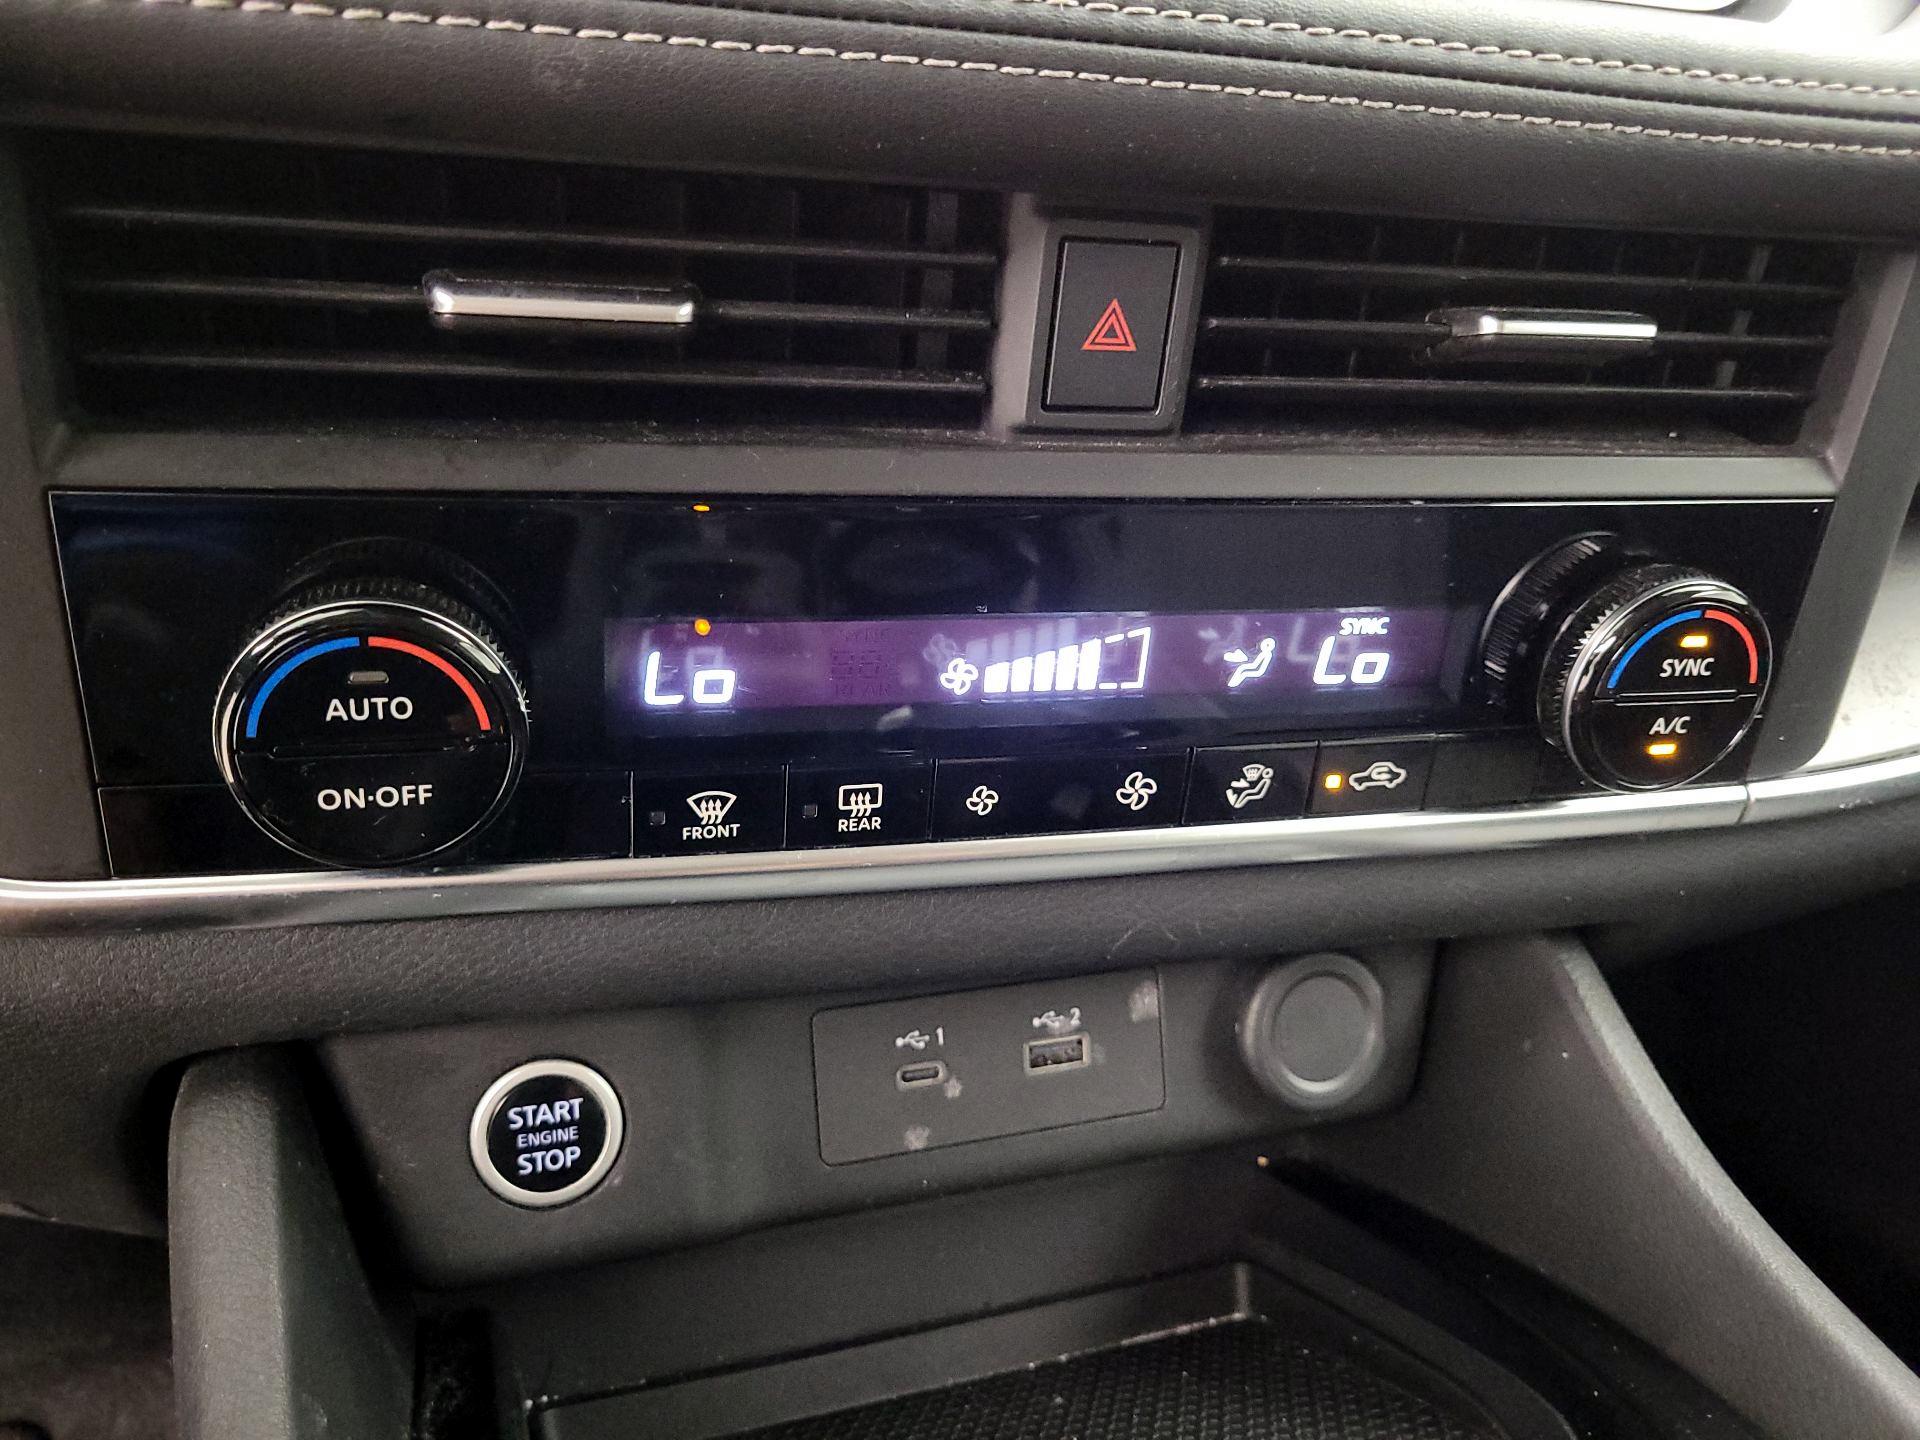 SYNC
Lo
Lo
AUTO
ON·OFF
SYNC
A/C
FRONT
REAR
1
2
START
ENGINE
STOP